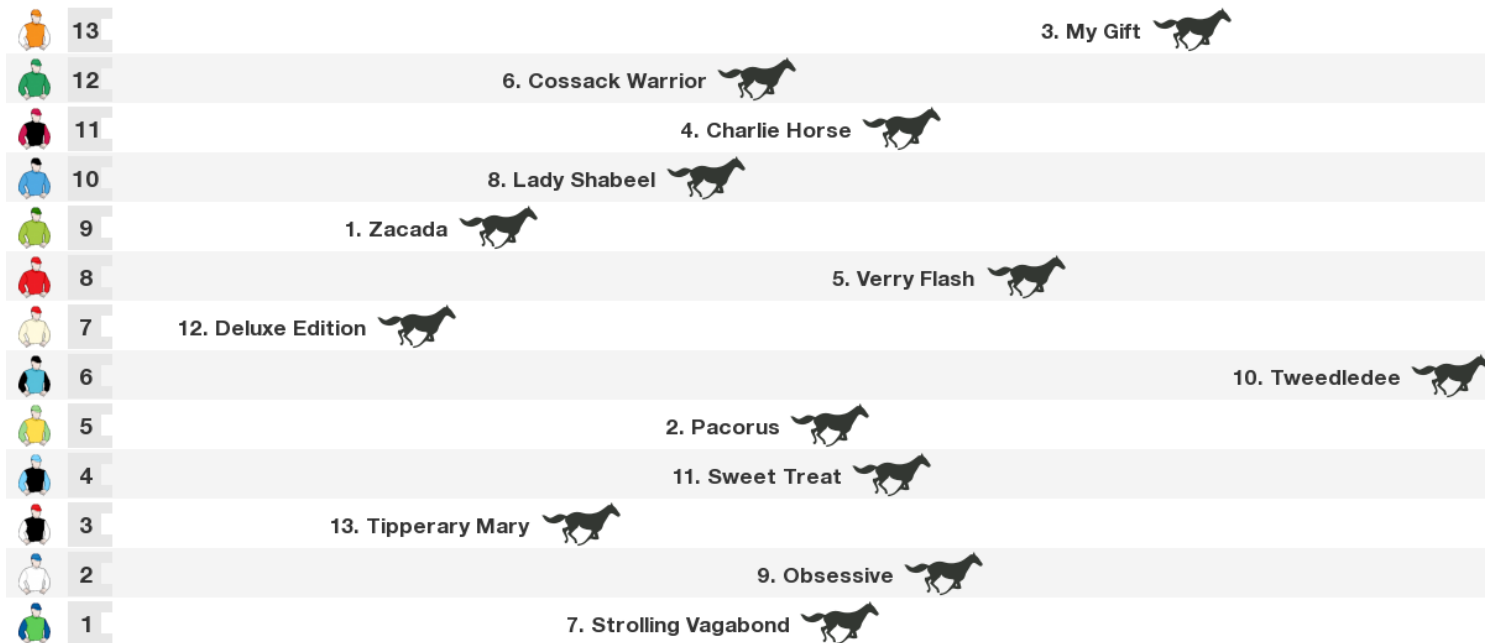 13 3. My Gift
12 6. Cossack Warrior
11 4. Charlie Horse
10 8. Lady Shabeel
9 1. Zacada
8 5. Verry Flash
7 12. Deluxe Edition
6 10. Tweedledee
5 2. Pacorus
4 11. Sweet Treat
3 13. Tipperary Mary
2 9. Obsessive
1 7. Strolling Vagabond